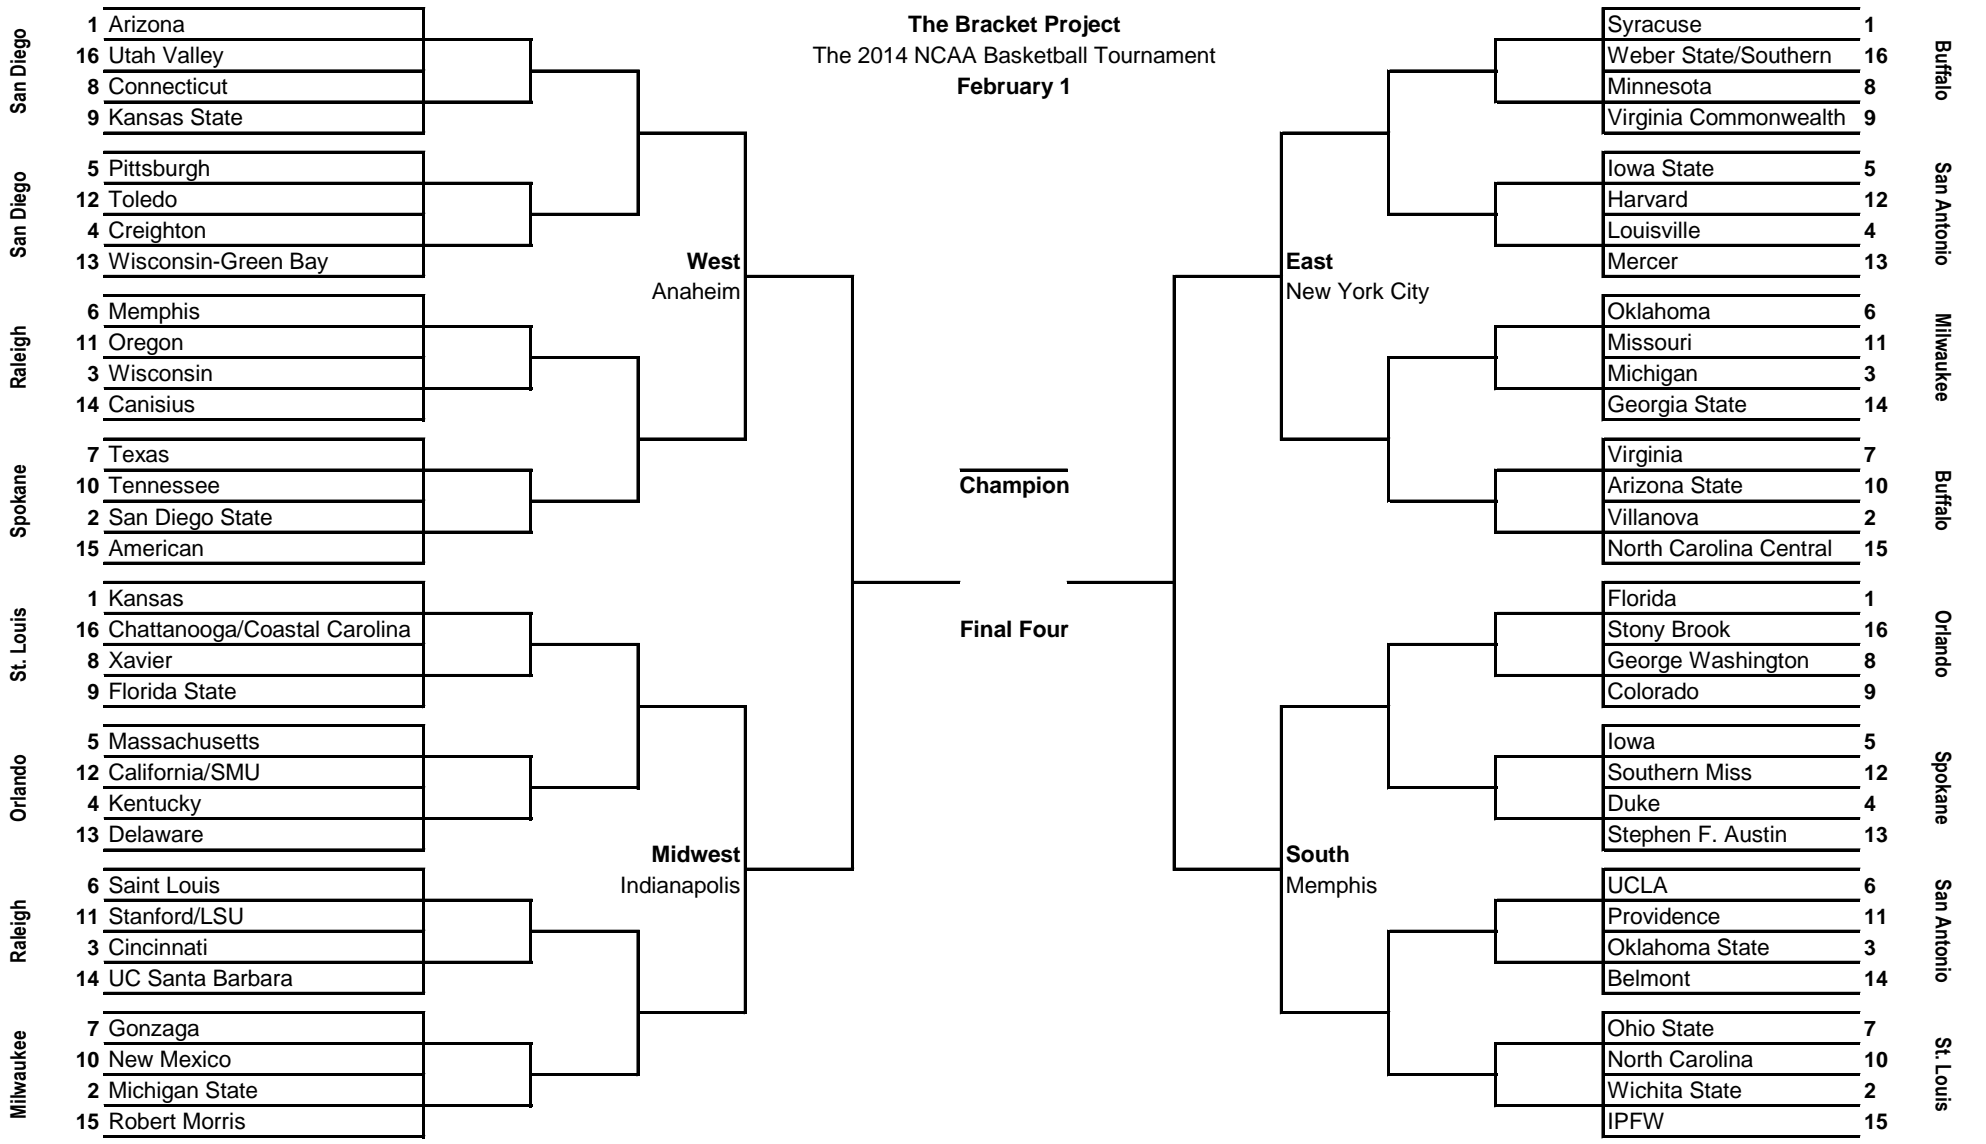 The Bracket Project
The 2014 NCAA Basketball Tournament
February 1
San Diego
1 Arizona
16 Utah Valley
8 Connecticut
9 Kansas State
San Diego
5 Pittsburgh
12 Toledo
4 Creighton
13 Wisconsin-Green Bay
West
Anaheim
Raleigh
6 Memphis
11 Oregon
3 Wisconsin
14 Canisius
Spokane
7 Texas
10 Tennessee
2 San Diego State
15 American
St. Louis
1 Kansas
16 Chattanooga/Coastal Carolina
8 Xavier
9 Florida State
Orlando
5 Massachusetts
12 California/SMU
4 Kentucky
13 Delaware
Midwest
Indianapolis
Raleigh
6 Saint Louis
11 Stanford/LSU
3 Cincinnati
14 UC Santa Barbara
Milwaukee
7 Gonzaga
10 New Mexico
2 Michigan State
15 Robert Morris
Champion
Final Four
Syracuse 1
Weber State/Southern 16
Minnesota 8
Virginia Commonwealth 9
Buffalo
Iowa State 5
Harvard 12
Louisville 4
Mercer 13
San Antonio
East
New York City
Oklahoma 6
Missouri 11
Michigan 3
Georgia State 14
Milwaukee
Virginia 7
Arizona State 10
Villanova 2
North Carolina Central 15
Buffalo
Florida 1
Stony Brook 16
George Washington 8
Colorado 9
Orlando
Iowa 5
Southern Miss 12
Duke 4
Stephen F. Austin 13
Spokane
South
Memphis
UCLA 6
Providence 11
Oklahoma State 3
Belmont 14
San Antonio
Ohio State 7
North Carolina 10
Wichita State 2
IPFW 15
St. Louis